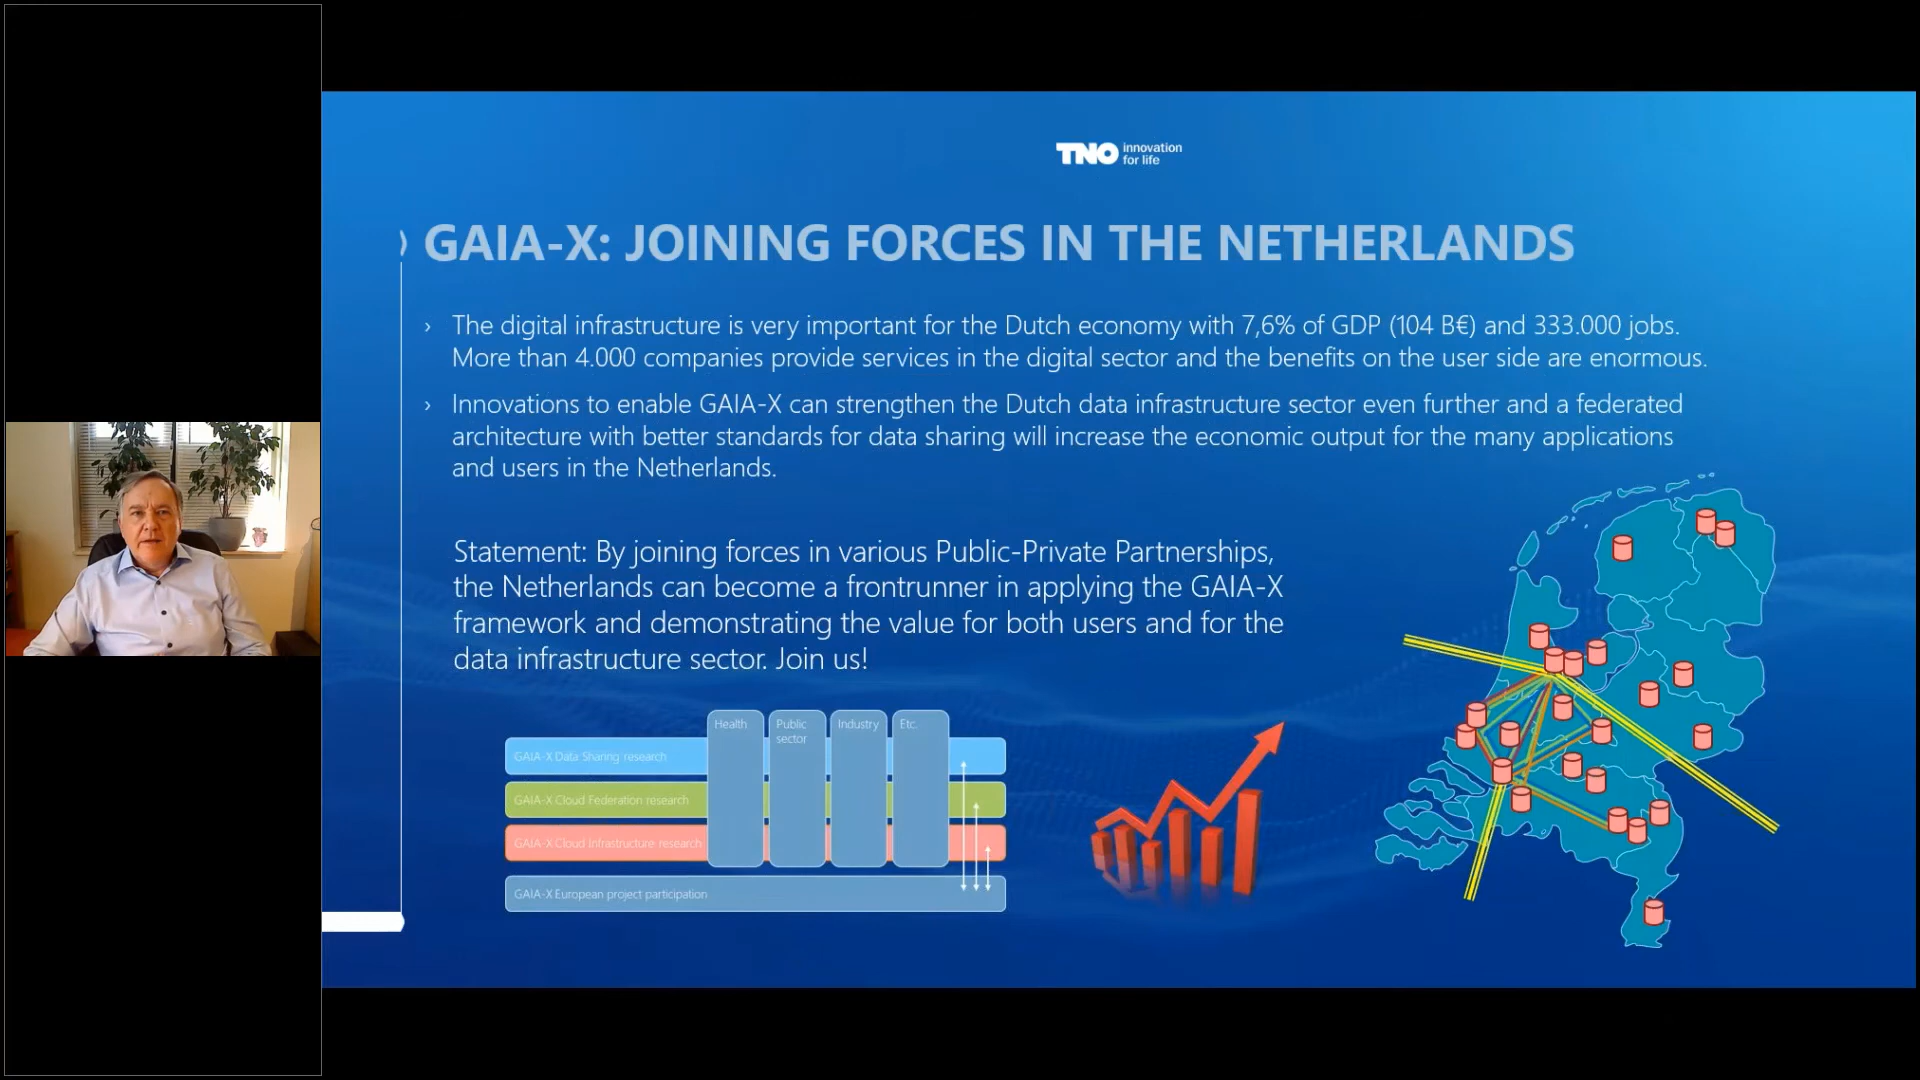 TNO innovation
for life
GAIA-X: JOINING FORCES IN THE NETHERLANDS
› The digital infrastructure is very important for the Dutch economy with 7,6% of GDP (104 B€) and 333.000 jobs.
More than 4.000 companies provide services in the digital sector and the benefits on the user side are enormous.
› Innovations to enable GAIA-X can strengthen the Dutch data infrastructure sector even further and a federated
architecture with better standards for data sharing will increase the economic output for the many applications
and users in the Netherlands.
Statement: By joining forces in various Public-Private Partnerships,
the Netherlands can become a frontrunner in applying the GAIA-X
framework and demonstrating the value for both users and for the
data infrastructure sector. Join us!
Health
Public
sector
Industry
Etc.
GAIA-X Data Sharing research
GAIA-X Cloud Federation research
GAIA-X Cloud Infrastructure research
GAIA-X European project participation